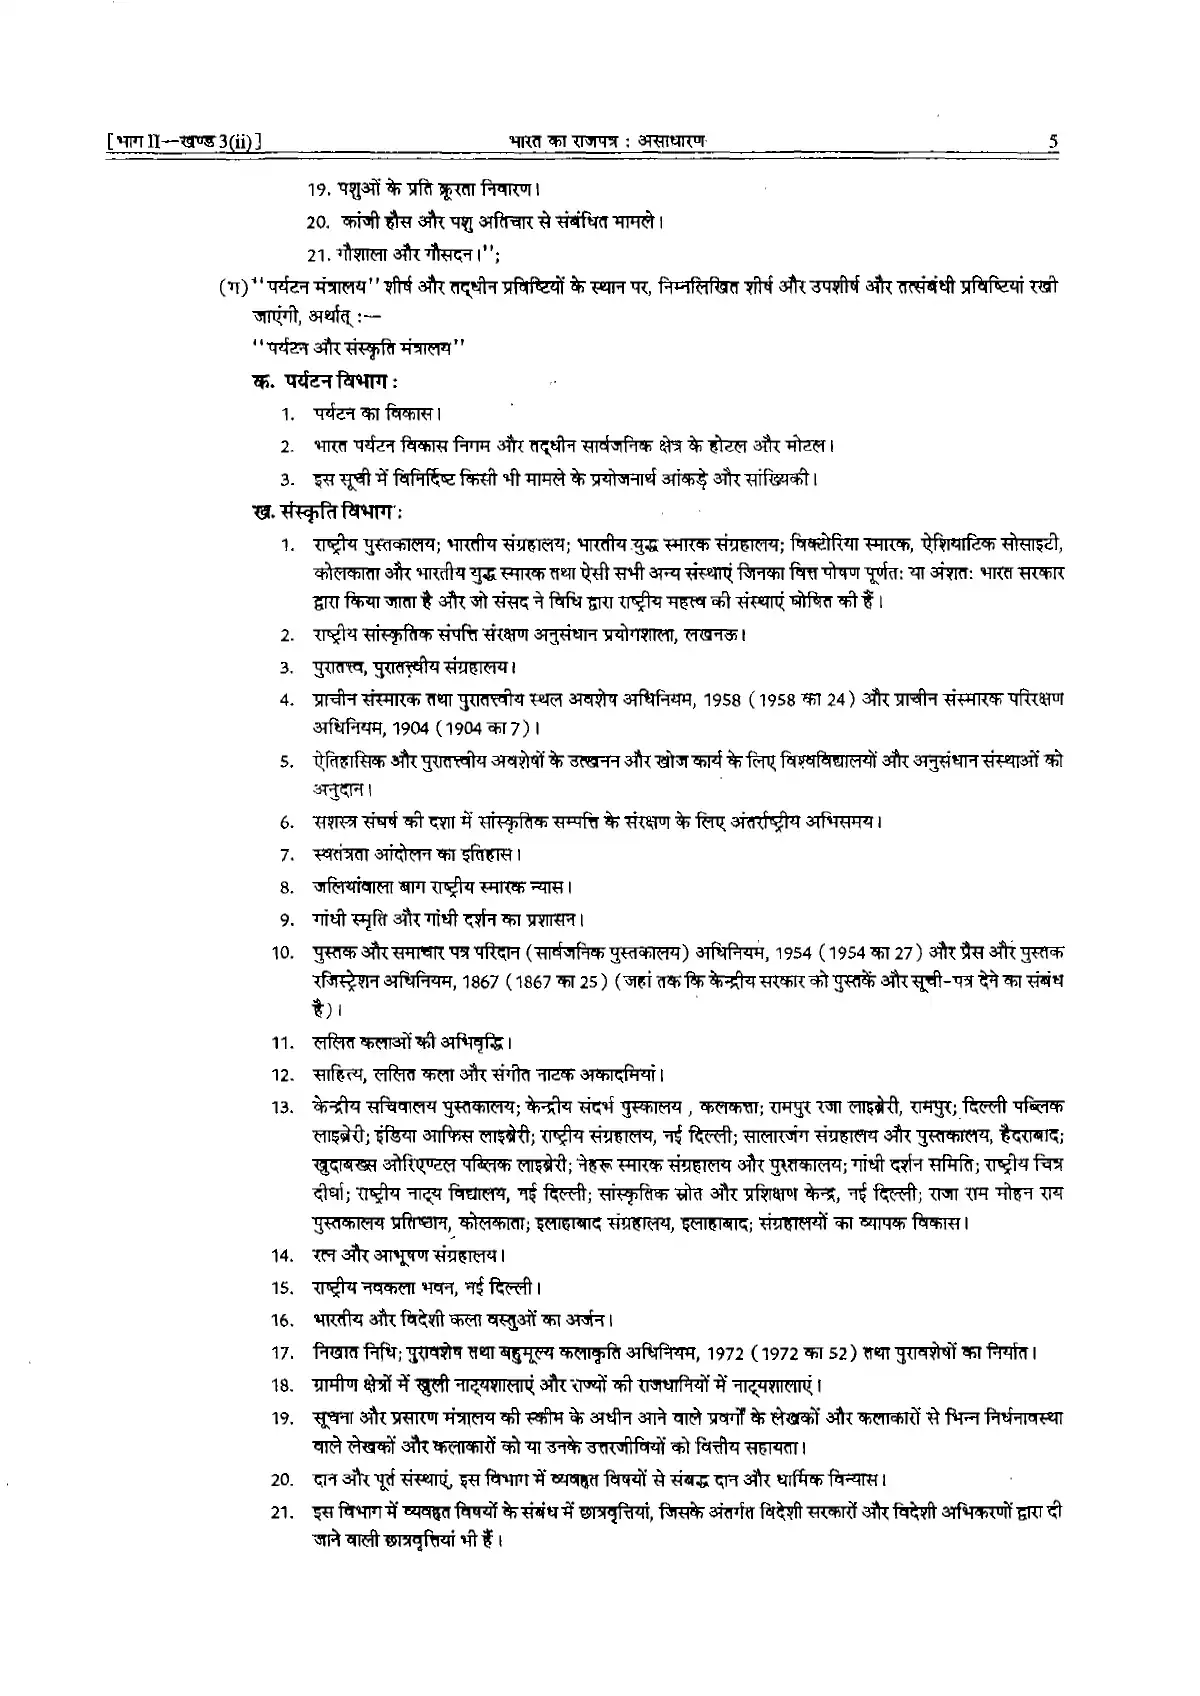 [ भाग II—खण्ड 3(ii) ] भारत का राजपत्र : असाधारण 5
19. पशुओं के प्रति क्रूरता निवारण।
20. कांजी हौस और पशु अतिचार से संबंधित मामले।
21. गौशाला और गौसदन।'';
(ग) ''पर्यटन मंत्रालय'' शीर्ष और तद्धीन प्रविष्टियों के स्थान पर, निम्नलिखित शीर्ष और उपशीर्ष और तत्संबंधी प्रविष्टियां रखी
जाएंगी, अर्थात् :—
''पर्यटन और संस्कृति मंत्रालय''
क. पर्यटन विभाग :
1. पर्यटन का विकास।
2. भारत पर्यटन विकास निगम और तद्धीन सार्वजनिक क्षेत्र के होटल और मोटल।
3. इस सूची में विनिर्दिष्ट किसी भी मामले के प्रयोजनार्थ आंकड़े और सांख्यिकी।
ख. संस्कृति विभाग :
1. राष्ट्रीय पुस्तकालय; भारतीय संग्रहालय; भारतीय युद्ध स्मारक संग्रहालय; विक्टोरिया स्मारक, ऐशियाटिक सोसाइटी,
कोलकाता और भारतीय युद्ध स्मारक तथा ऐसी सभी अन्य संस्थाएं जिनका वित्त पोषण पूर्णत: या अंशत: भारत सरकार
द्वारा किया जाता है और जो संसद ने विधि द्वारा राष्ट्रीय महत्त्व की संस्थाएं घोषित की हैं।
2. राष्ट्रीय सांस्कृतिक संपत्ति संरक्षण अनुसंधान प्रयोगशाला, लखनऊ।
3. पुरातत्त्व, पुरातत्त्वीय संग्रहालय।
4. प्राचीन संस्मारक तथा पुरातत्त्वीय स्थल अवशेष अधिनियम, 1958 (1958 का 24) और प्राचीन संस्मारक परिरक्षण
अधिनियम, 1904 (1904 का 7)।
5. ऐतिहासिक और पुरातत्त्वीय अवशेषों के उत्खनन और खोज कार्य के लिए विश्वविद्यालयों और अनुसंधान संस्थाओं को
अनुदान।
6. सशस्त्र संघर्ष की दशा में सांस्कृतिक सम्पत्ति के संरक्षण के लिए अंतर्राष्ट्रीय अभिसमय।
7. स्वतंत्रता आंदोलन का इतिहास।
8. जलियांवाला बाग राष्ट्रीय स्मारक न्यास।
9. गांधी स्मृति और गांधी दर्शन का प्रशासन।
10. पुस्तक और समाचार पत्र परिदान (सार्वजनिक पुस्तकालय) अधिनियम, 1954 (1954 का 27) और प्रैस और पुस्तक
रजिस्ट्रेशन अधिनियम, 1867 (1867 का 25) (जहां तक कि केन्द्रीय सरकार को पुस्तकें और सूची-पत्र देने का संबंध
है)।
11. ललित कलाओं की अभिवृद्धि।
12. साहित्य, ललित कला और संगीत नाटक अकादमियां।
13. केन्द्रीय सचिवालय पुस्तकालय; केन्द्रीय संदर्भ पुस्कालय , कलकत्ता; रामपुर रजा लाइब्रेरी, रामपुर; दिल्ली पब्लिक
लाइब्रेरी; इंडिया आफिस लाइब्रेरी; राष्ट्रीय संग्रहालय, नई दिल्ली; सालारजंग संग्रहालय और पुस्तकालय, हैदराबाद;
खुदाबख्स ओरिएण्टल पब्लिक लाइब्रेरी; नेहरू स्मारक संग्रहालय और पुस्तकालय; गांधी दर्शन समिति; राष्ट्रीय चित्र
दीर्धा; राष्ट्रीय नाट्य विद्यालय, नई दिल्ली; सांस्कृतिक स्रोत और प्रशिक्षण केन्द्र, नई दिल्ली; राजा राम मोहन राय
पुस्तकालय प्रतिष्ठान, कोलकाता; इलाहाबाद संग्रहालय, इलाहाबाद; संग्रहालयों का व्यापक विकास।
14. रत्न और आभूषण संग्रहालय।
15. राष्ट्रीय नवकला भवन, नई दिल्ली।
16. भारतीय और विदेशी कला वस्तुओं का अर्जन।
17. निखात निधि; पुरावशेष तथा बहुमूल्य कलाकृति अधिनियम, 1972 (1972 का 52) तथा पुरावशेषों का निर्यात।
18. ग्रामीण क्षेत्रों में खुली नाट्यशालाएं और राज्यों की राजधानियों में नाट्यशालाएं।
19. सूचना और प्रसारण मंत्रालय की स्कीम के अधीन आने वाले प्रवर्गों के लेखकों और कलाकारों से भिन्न निर्धनावस्था
वाले लेखकों और कलाकारों को या उनके उत्तरजीवियों को वित्तीय सहायता।
20. दान और पूर्त संस्थाएं, इस विभाग में व्यवहृत विषयों से संबद्ध दान और धार्मिक विन्यास।
21. इस विभाग में व्यवहृत विषयों के संबंध में छात्रवृत्तियां, जिसके अंतर्गत विदेशी सरकारों और विदेशी अभिकरणों द्वारा दी
जाने वाली छात्रवृत्तियां भी हैं।